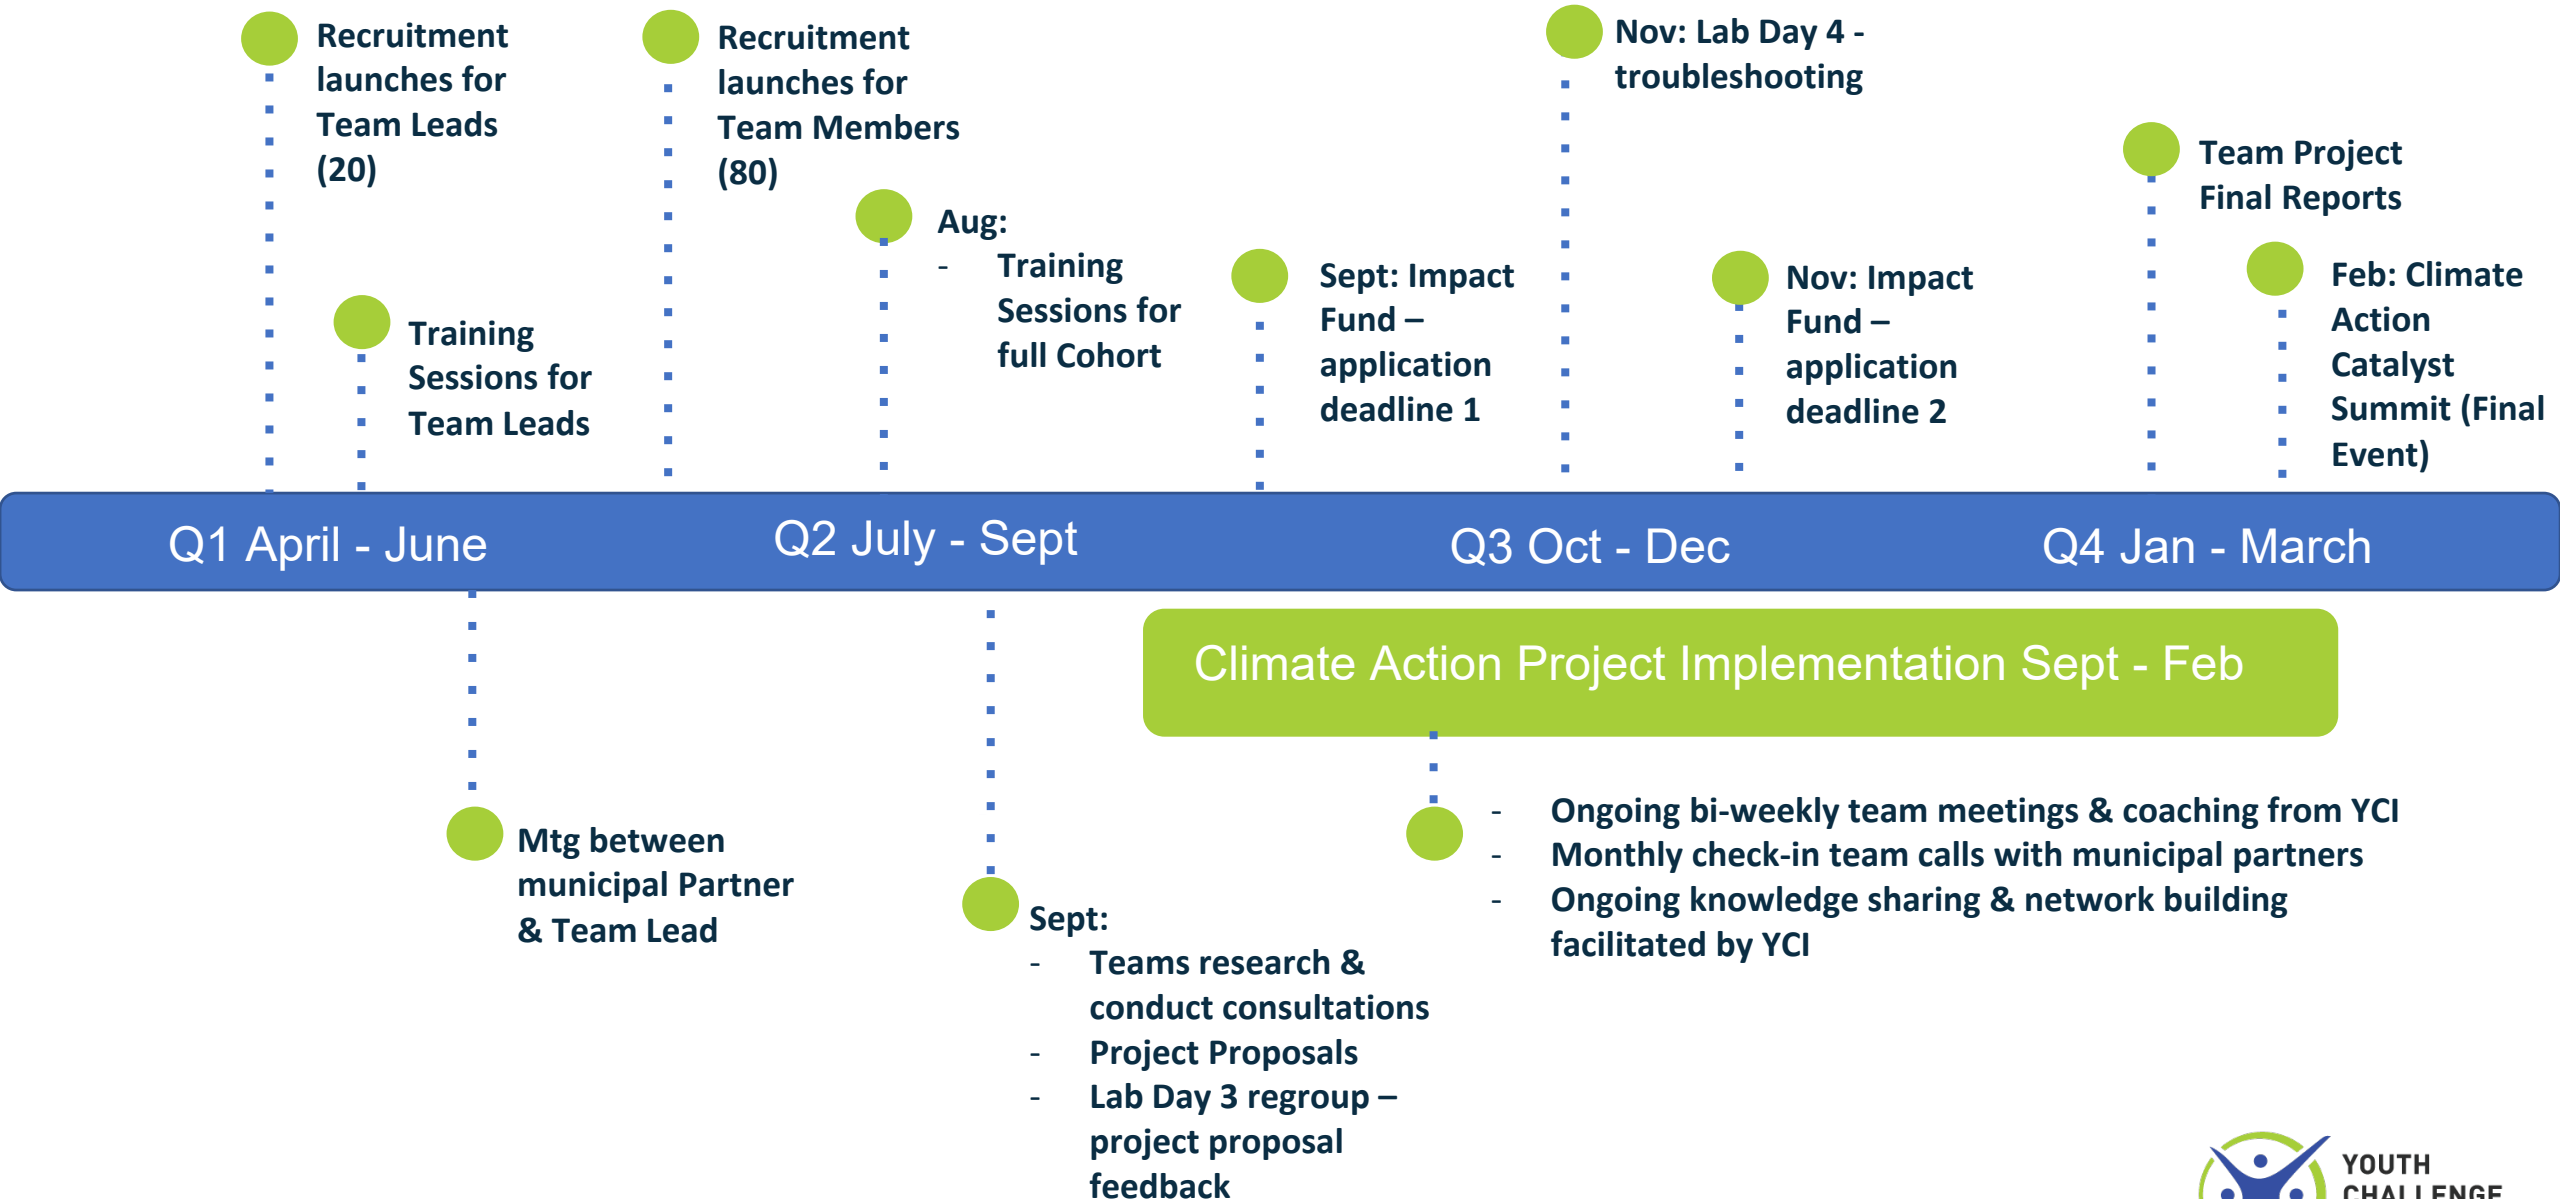 Recruitment
launches for
Team Leads
(20)
Training
Sessions for
Team Leads
Recruitment
launches for
Team Members
(80)
Aug:
- Training
Sessions for
full Cohort
Sept: Impact
Fund –
application
deadline 1
Nov: Lab Day 4 -
troubleshooting
Nov: Impact
Fund –
application
deadline 2
Team Project
Final Reports
Feb: Climate
Action
Catalyst
Summit (Final
Event)
Q1 April - June
Q2 July - Sept
Q3 Oct - Dec
Q4 Jan - March
Climate Action Project Implementation Sept - Feb
Mtg between
municipal Partner
& Team Lead
Sept:
- Teams research &
conduct consultations
- Project Proposals
- Lab Day 3 regroup –
project proposal
feedback
- Ongoing bi-weekly team meetings & coaching from YCI
- Monthly check-in team calls with municipal partners
- Ongoing knowledge sharing & network building
facilitated by YCI
YOUTH
CHALLENGE